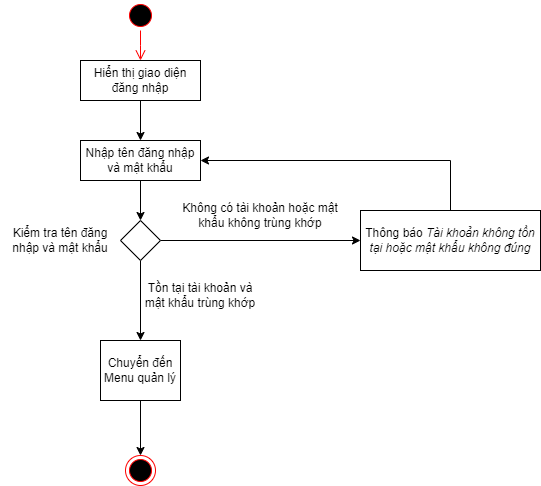 Hiển thị giao diện
đăng nhập
Nhập tên đăng nhập
và mật khẩu
Không có tài khoản hoặc mật
khẩu không trùng khớp
Kiểm tra tên đăng
nhập và mật khẩu
Thông báo Tài khoản không tồn
tại hoặc mật khẩu không đúng
Tồn tại tài khoản và
mật khẩu trùng khớp
Chuyển đến
Menu quản lý